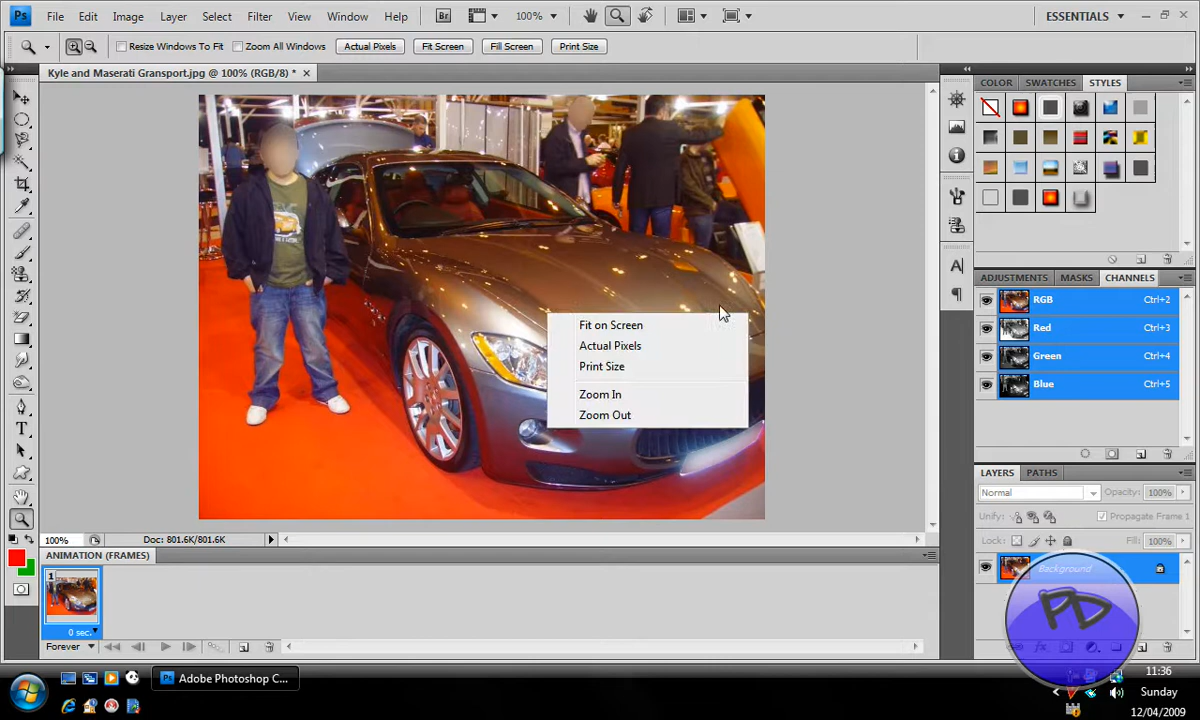 Ps File Edit Image Layer Select Filter View Window Help Br 100% ESSENTIALS
Resize Windows To Fit Zoom All Windows Actual Pixels Fit Screen Fill Screen Print Size
Kyle and Maserati Gransport.jpg @ 100% (RGB/8) *
COLOR SWATCHES STYLES
ADJUSTMENTS MASKS CHANNELS
RGB Ctrl+2
Red Ctrl+3
Green Ctrl+4
Blue Ctrl+5
Fit on Screen
Actual Pixels
Print Size
Zoom In
Zoom Out
LAYERS PATHS
Normal Opacity: 100%
Unify: Propagate Frame 1
Lock: Fill: 100%
Background
100% Doc: 801.6K/801.6K
ANIMATION (FRAMES)
1
0 sec.
Forever
PD
Adobe Photoshop C...
11:36
Sunday
12/04/2009